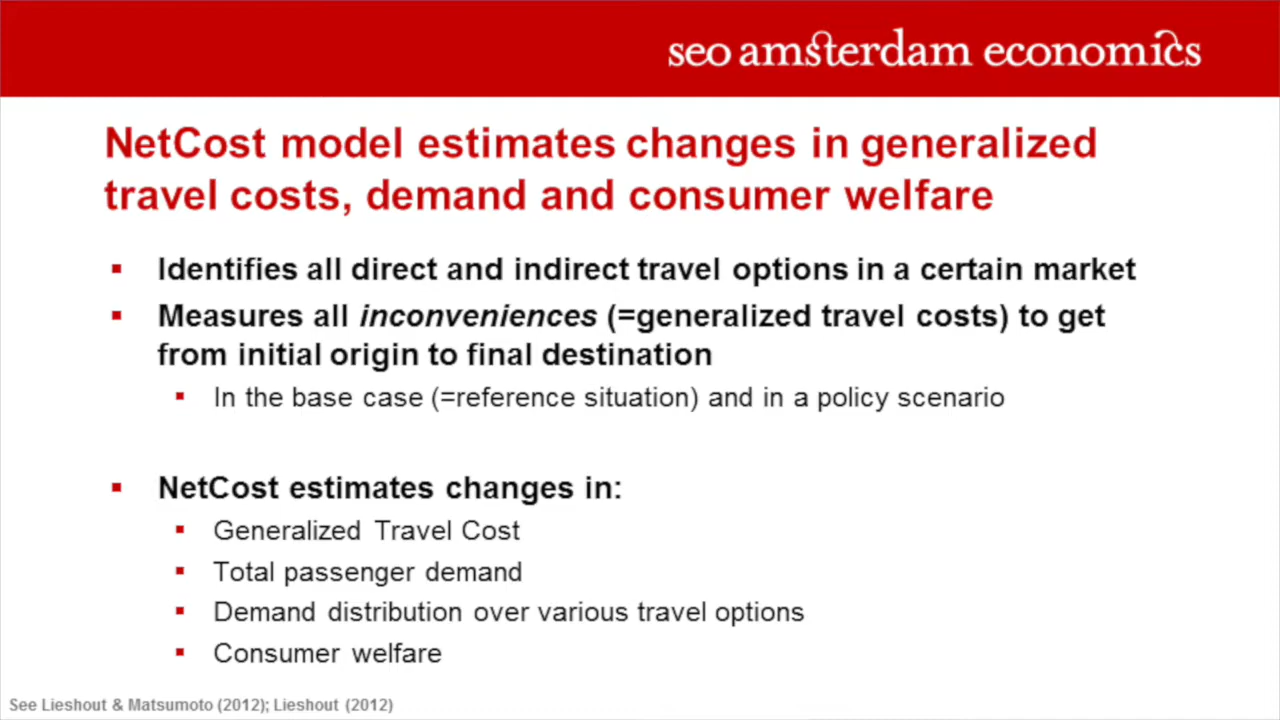 seo amsterdam economics
NetCost model estimates changes in generalized
travel costs, demand and consumer welfare
Identifies all direct and indirect travel options in a certain market
Measures all inconveniences (=generalized travel costs) to get
from initial origin to final destination
In the base case (=reference situation) and in a policy scenario
NetCost estimates changes in:
Generalized Travel Cost
Total passenger demand
Demand distribution over various travel options
Consumer welfare
See Lieshout & Matsumoto (2012); Lieshout (2012)